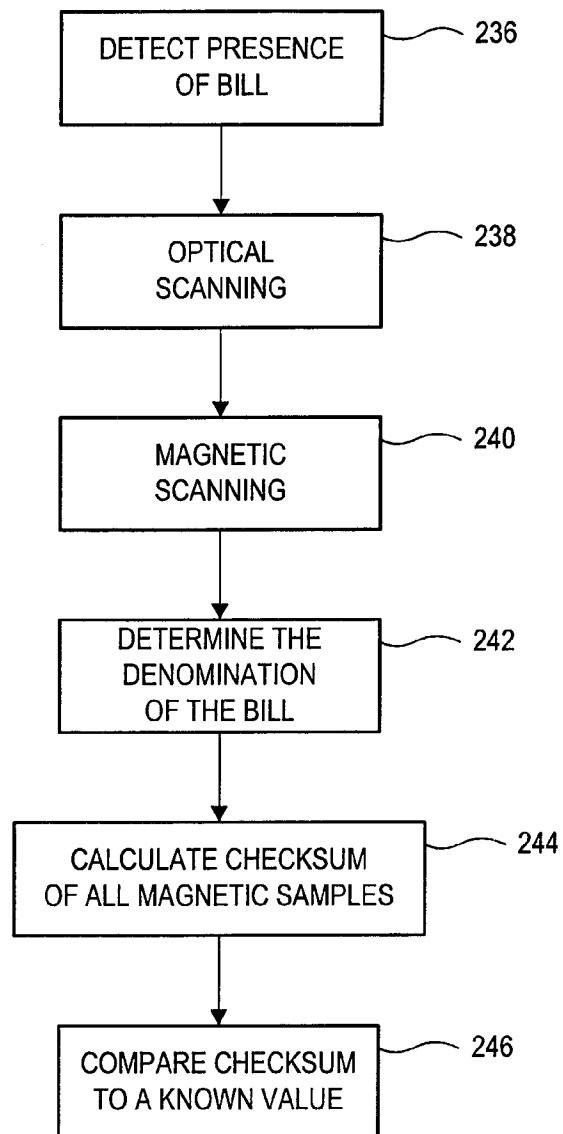 DETECT PRESENCE
OF BILL
236
OPTICAL
SCANNING
238
MAGNETIC
SCANNING
240
DETERMINE THE
DENOMINATION
OF THE BILL
242
CALCULATE CHECKSUM
OF ALL MAGNETIC SAMPLES
244
COMPARE CHECKSUM
TO A KNOWN VALUE
246